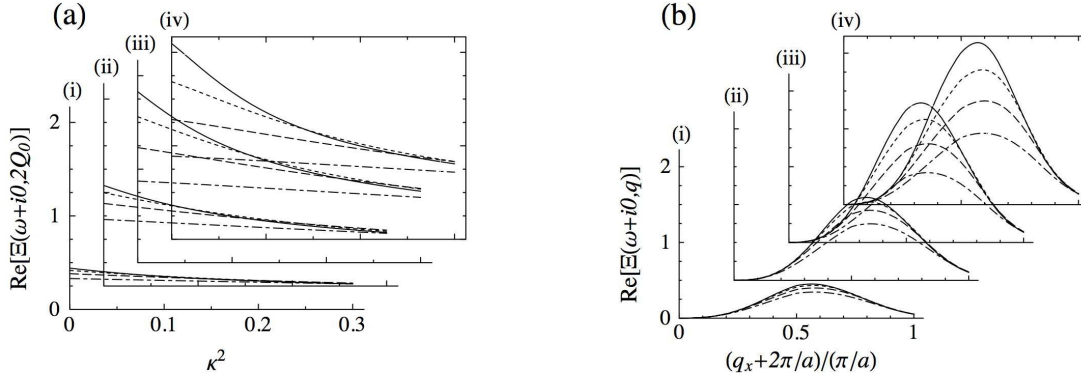 (a)
(iv)
(iii)
(ii)
(i)
Re[Ξ(ω+i0,2Q₀)]
2
1
0
0 0.1 0.2 0.3
κ²
(b)
(iv)
(iii)
(ii)
(i)
Re[Ξ(ω+i0,q)]
2
1
0
0 0.5 1
(qₓ+2π/a)/(π/a)